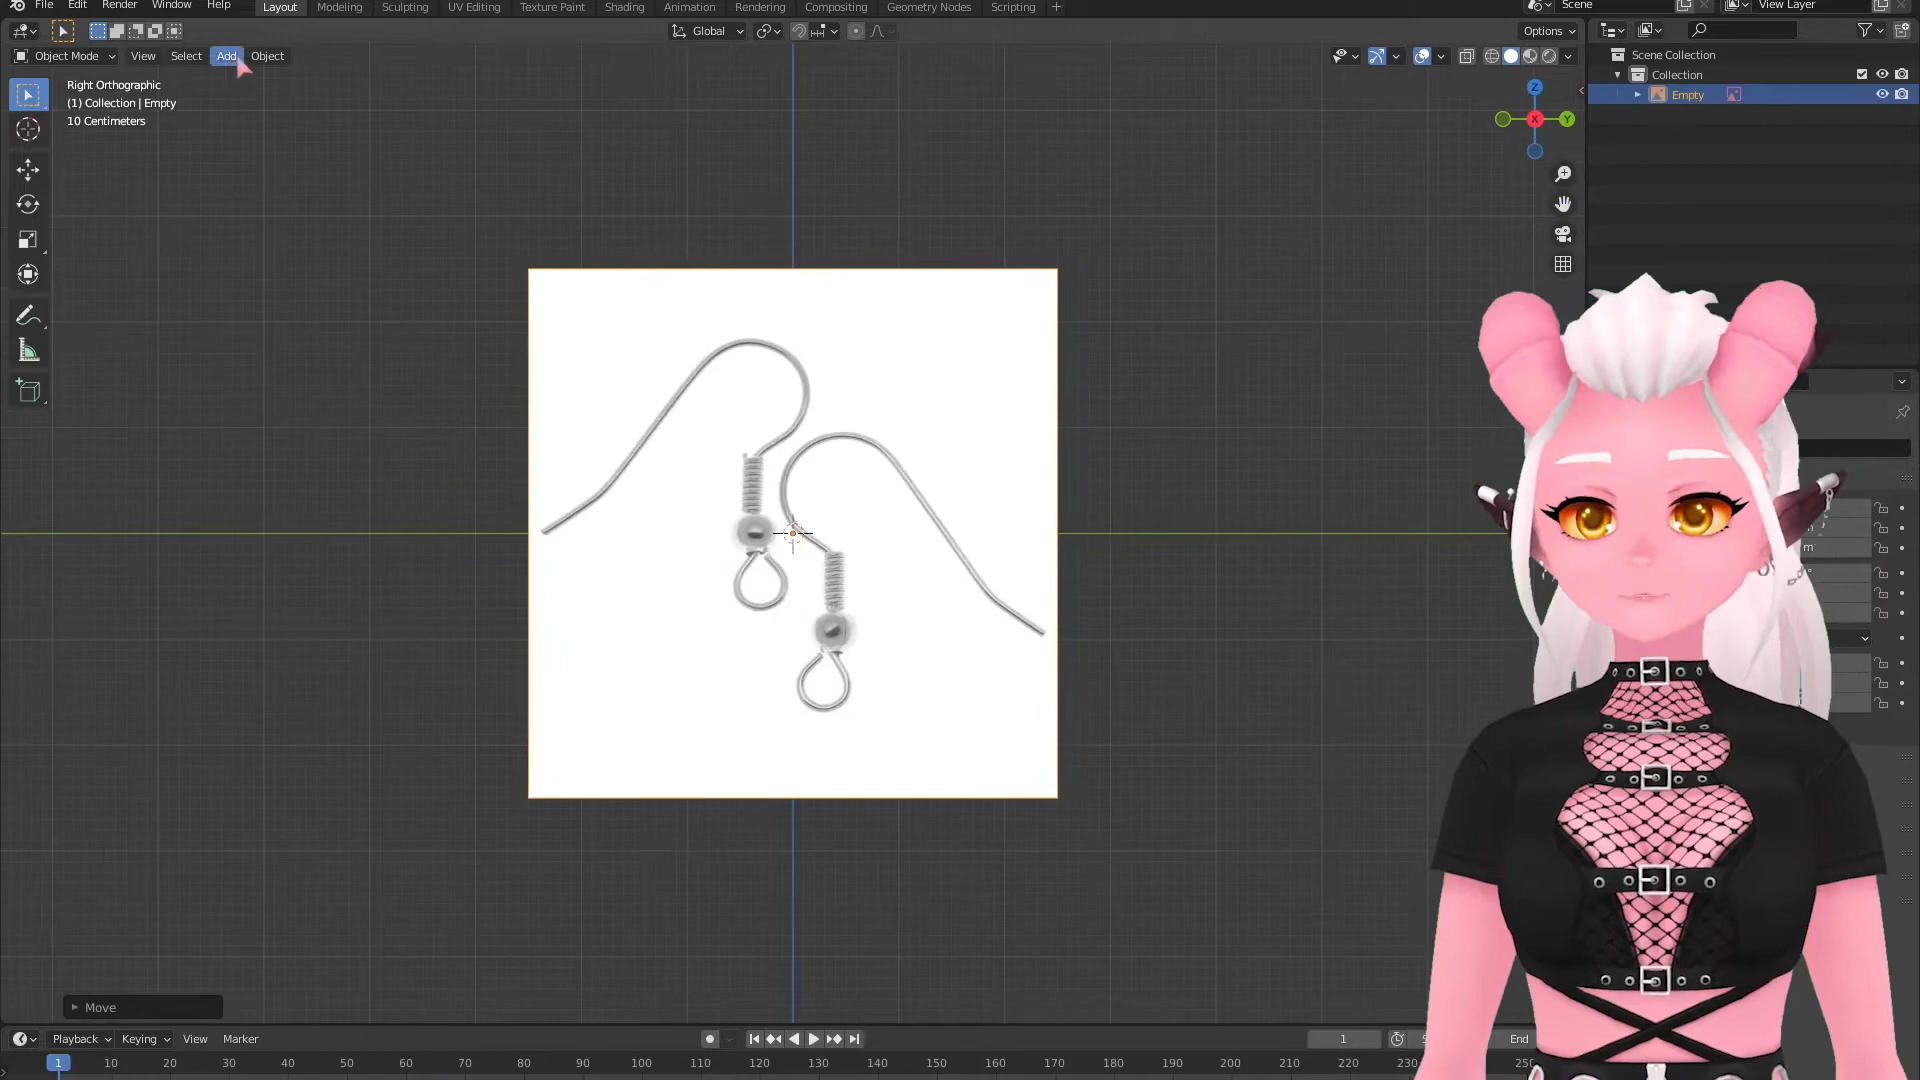 File Edit Render Window Help
Layout Modeling Sculpting UV Editing Texture Paint Shading Animation Rendering Compositing Geometry Nodes Scripting +
Scene
View Layer
Global
Options
Object Mode View Select Add Object
Right Orthographic
(1) Collection | Empty
10 Centimeters
Z
X
Y
Scene Collection
Collection
Empty
m
Move
Playback Keying View Marker
1
End
1 10 20 30 40 50 60 70 80 90 100 110 120 130 140 150 160 170 180 190 200 210 220 230 240 250